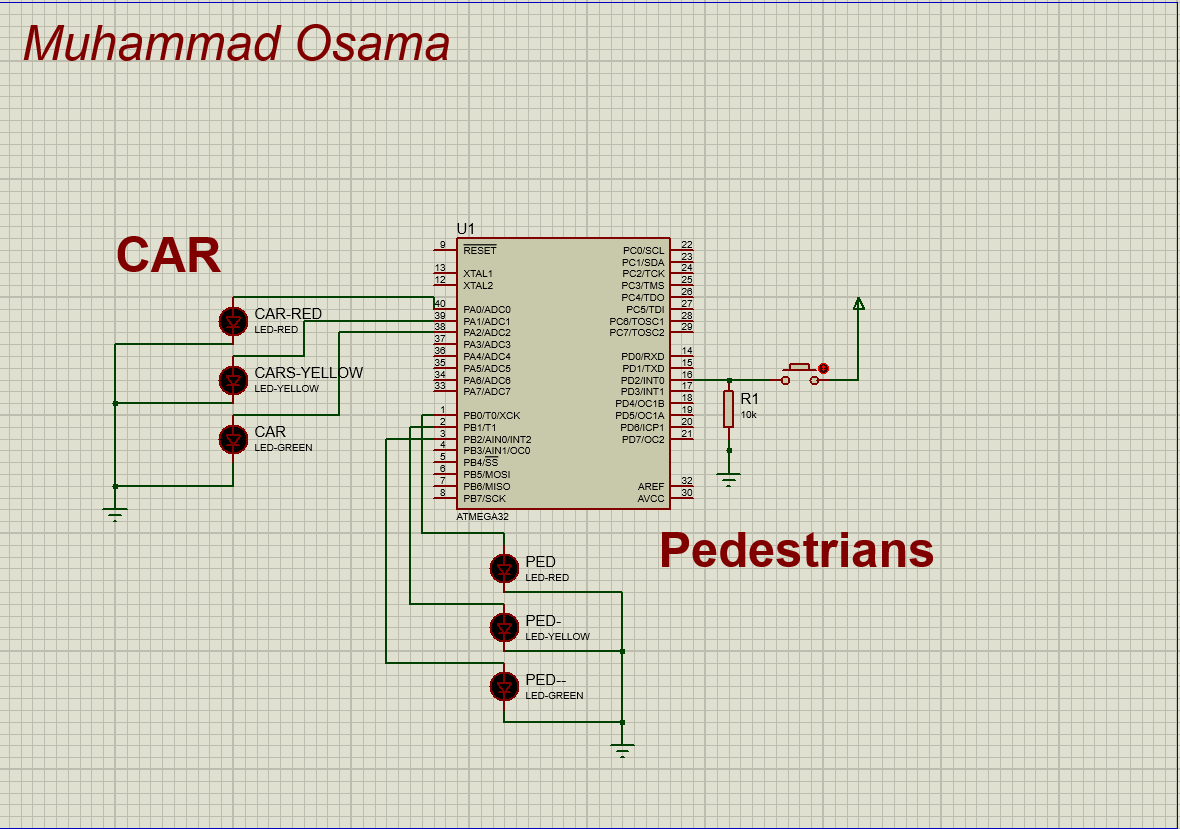 Muhammad Osama
CAR
CAR-RED
LED-RED
CARS-YELLOW
LED-YELLOW
CAR
LED-GREEN
U1
9 RESET
13 XTAL1
12 XTAL2
40 PA0/ADC0
39 PA1/ADC1
38 PA2/ADC2
37 PA3/ADC3
36 PA4/ADC4
35 PA5/ADC5
34 PA6/ADC6
33 PA7/ADC7
1 PB0/T0/XCK
2 PB1/T1
3 PB2/AIN0/INT2
4 PB3/AIN1/OC0
5 PB4/SS
6 PB5/MOSI
7 PB6/MISO
8 PB7/SCK
PC0/SCL 22
PC1/SDA 23
PC2/TCK 24
PC3/TMS 25
PC4/TDO 26
PC5/TDI 27
PC6/TOSC1 28
PC7/TOSC2 29
PD0/RXD 14
PD1/TXD 15
PD2/INT0 16
PD3/INT1 17
PD4/OC1B 18
PD5/OC1A 19
PD6/ICP1 20
PD7/OC2 21
AREF 32
AVCC 30
ATMEGA32
R1
10k
Pedestrians
PED
LED-RED
PED-
LED-YELLOW
PED--
LED-GREEN